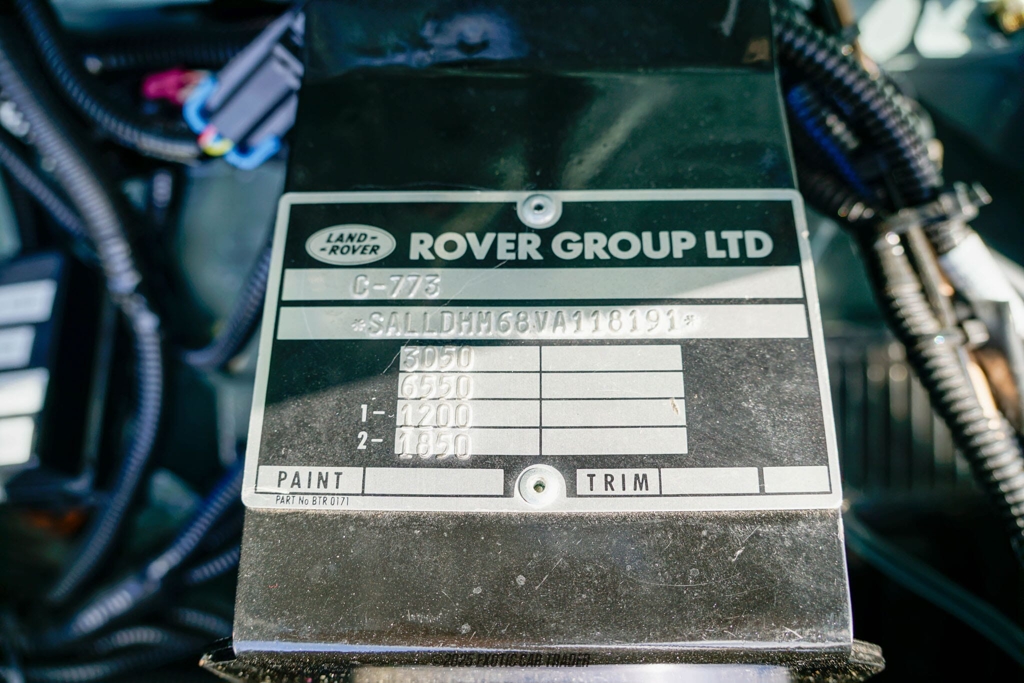 LAND-
-ROVER
ROVER GROUP LTD
C-773
*SALLDHM68VA118191*
3050
6550
1- 1200
2- 1850
PAINT
TRIM
PART No BTR 0171
©2025 EXOTIC CAR TRADER